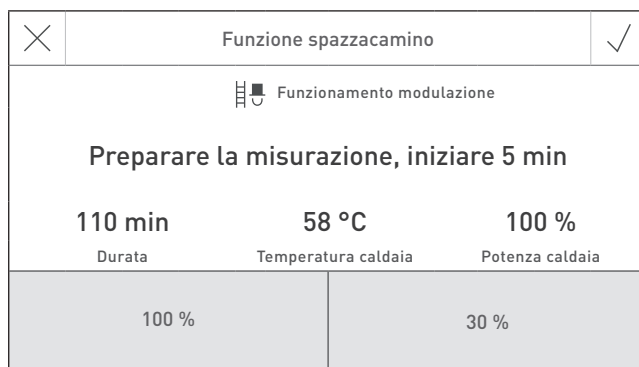 Funzione spazzacamino
Funzionamento modulazione
Preparare la misurazione, iniziare 5 min
110 min 58 °C 100 %
Durata Temperatura caldaia Potenza caldaia
100 % 30 %